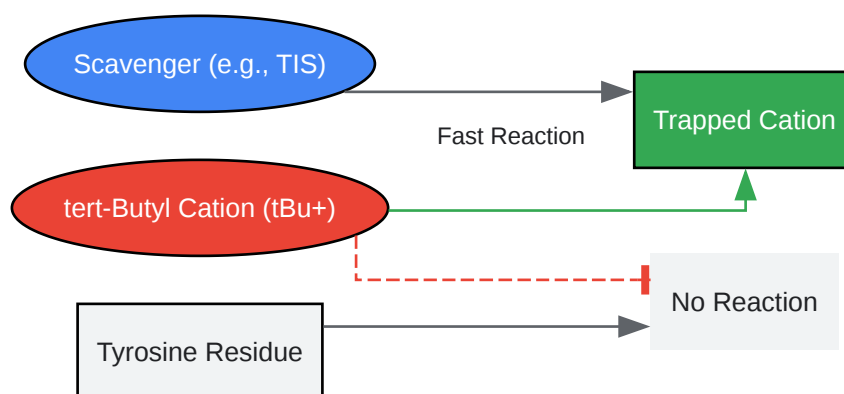 Scavenger (e.g., TIS)
Trapped Cation
Fast Reaction
tert-Butyl Cation (tBu+)
No Reaction
Tyrosine Residue